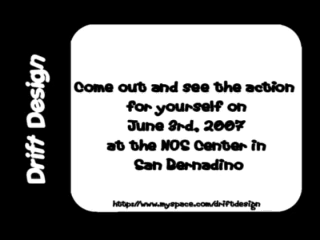 Drift Design
Come out and see the action
for yourself on
June 3rd, 2007
at the NOS Center in
San Bernadino
https://www.myspace.com/driftdesign